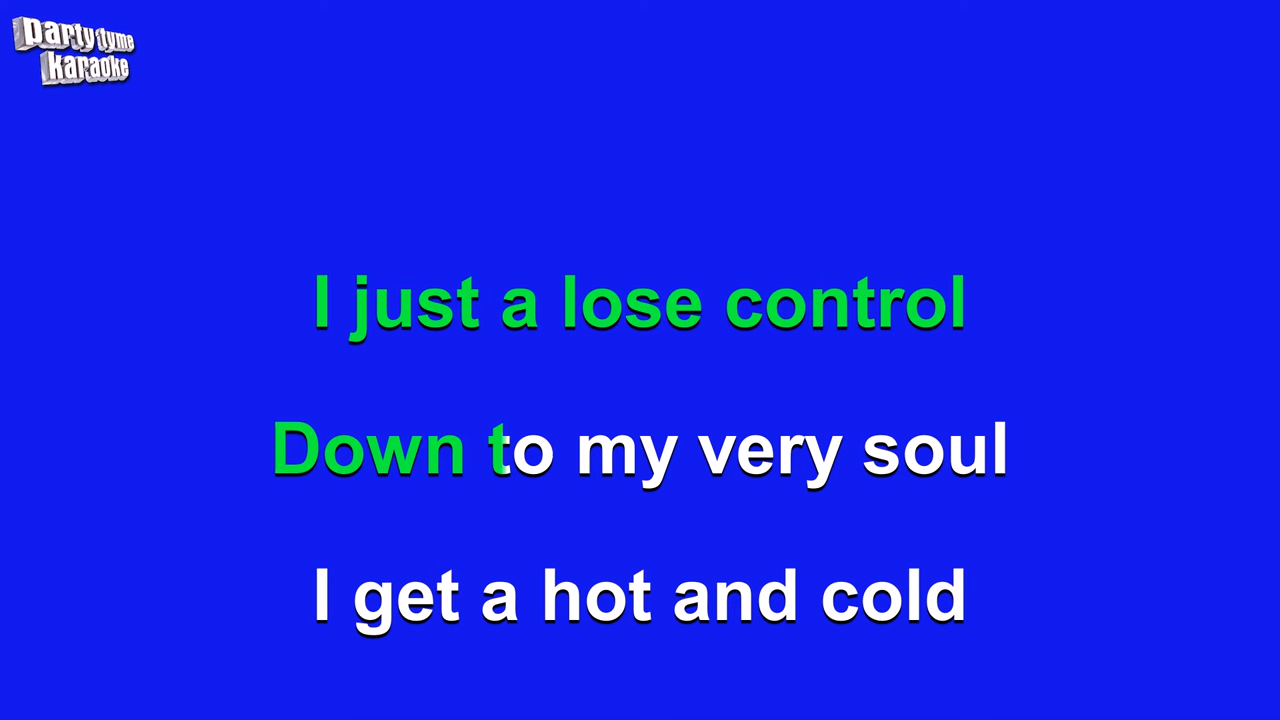 party tyme
karaoke
I just a lose control
Down to my very soul
I get a hot and cold